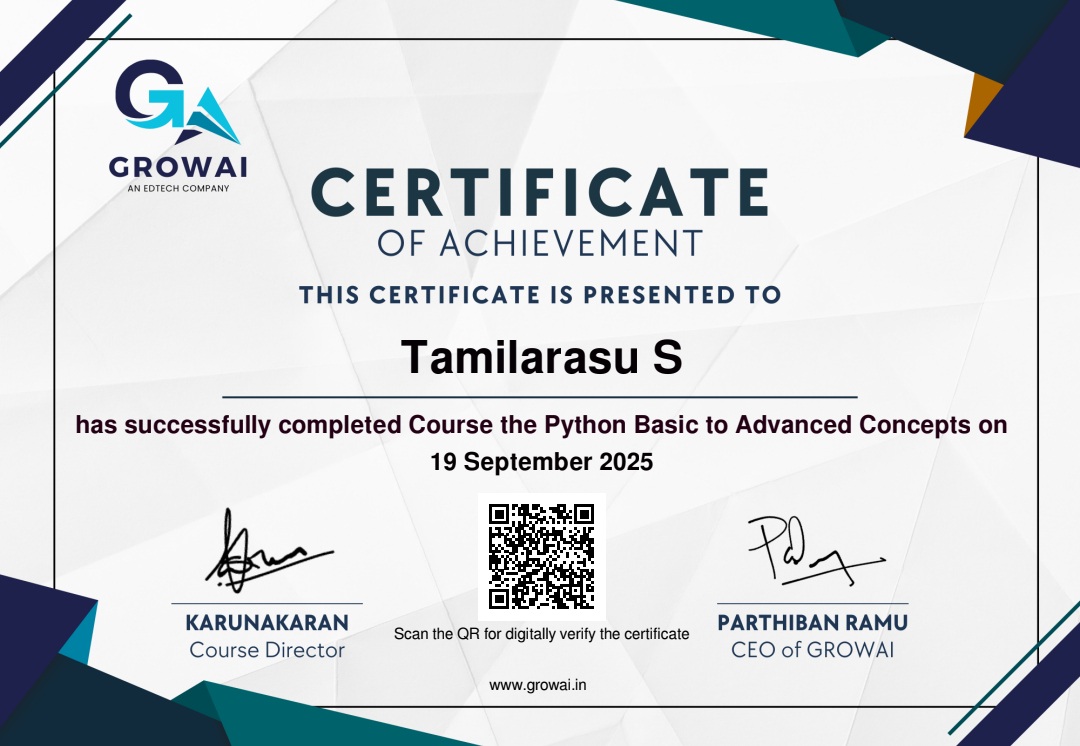 GA
GROWAI
AN EDTECH COMPANY
CERTIFICATE
OF ACHIEVEMENT
THIS CERTIFICATE IS PRESENTED TO
Tamilarasu S
has successfully completed Course the Python Basic to Advanced Concepts on
19 September 2025
KARUNAKARAN
Course Director
Scan the QR for digitally verify the certificate
PARTHIBAN RAMU
CEO of GROWAI
www.growai.in